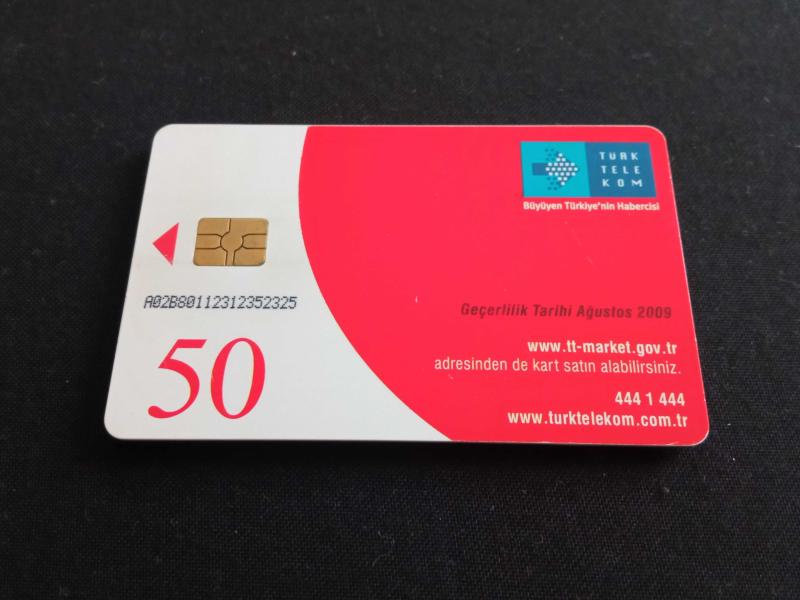 TURK
TELE
KOM
Büyüyen Türkiye'nin Habercisi
A02B80112312352325
Geçerlilik Tarihi Ağustos 2009
50
www.tt-market.gov.tr
adresinden de kart satın alabilirsiniz.
444 1 444
www.turktelekom.com.tr